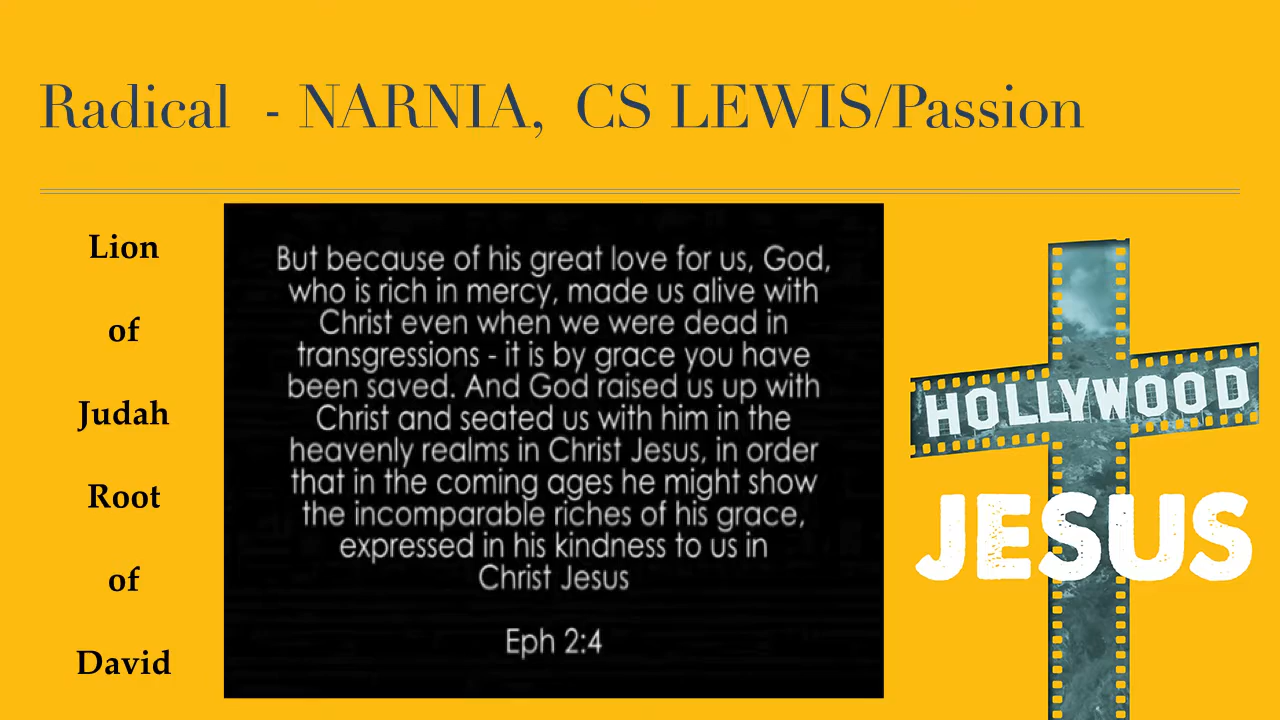 Radical - NARNIA, CS LEWIS/Passion
Lion
of
Judah
Root
of
David
But because of his great love for us, God,
who is rich in mercy, made us alive with
Christ even when we were dead in
transgressions - it is by grace you have
been saved. And God raised us up with
Christ and seated us with him in the
heavenly realms in Christ Jesus, in order
that in the coming ages he might show
the incomparable riches of his grace,
expressed in his kindness to us in
Christ Jesus
Eph 2:4
HOLLYWOOD
JESUS